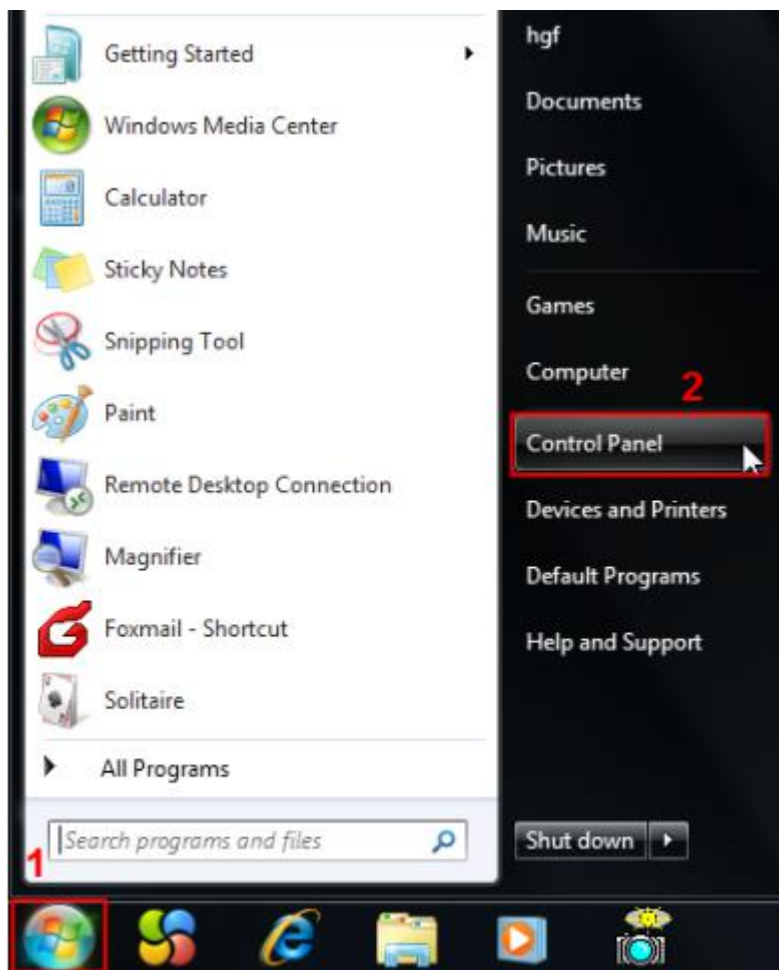 Getting Started
Windows Media Center
Calculator
Sticky Notes
Snipping Tool
Paint
Remote Desktop Connection
Magnifier
Foxmail - Shortcut
Solitaire
All Programs
Search programs and files
1
hgf
Documents
Pictures
Music
Games
Computer
2
Control Panel
Devices and Printers
Default Programs
Help and Support
Shut down